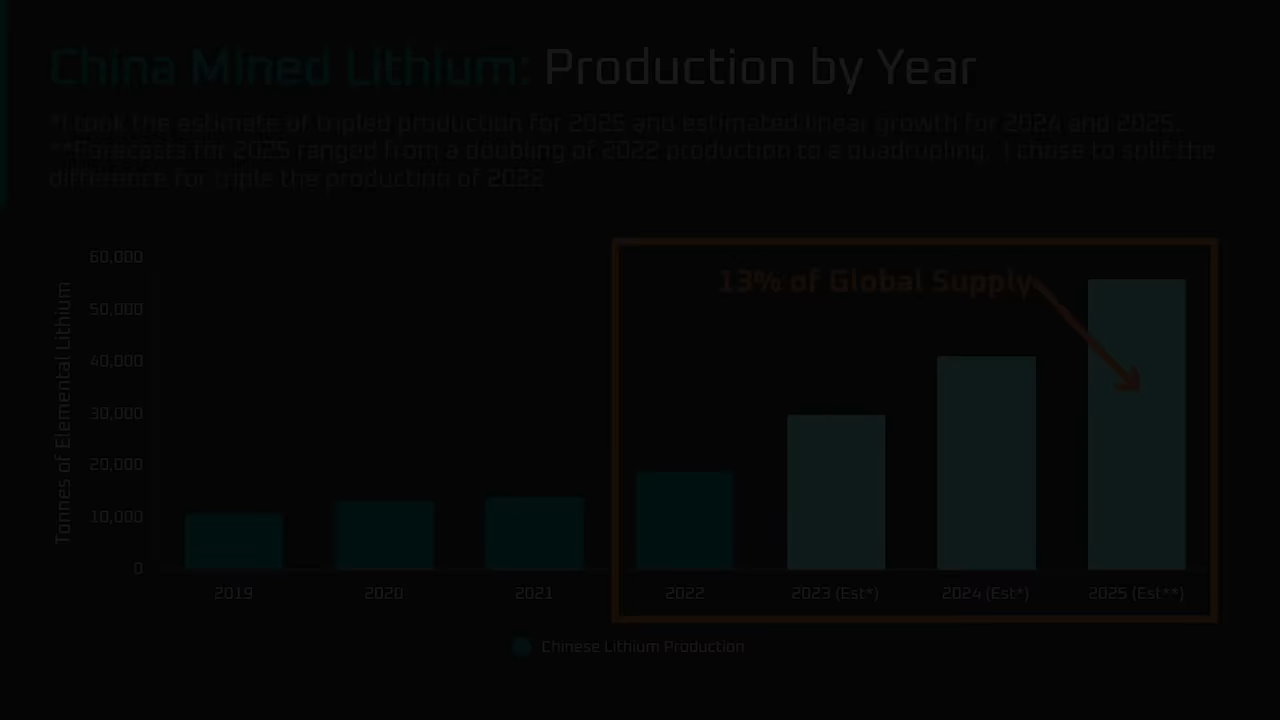 China Mined Lithium: Production by Year
*I took the estimate of tripled production for 2025 and estimated linear growth for 2024 and 2025.
**Forecasts for 2025 ranged from a doubling of 2022 production to a quadrupling. I chose to split the
difference for triple the production of 2022
60,000
13% of Global Supply
50,000
40,000
30,000
20,000
10,000
0
Tonnes of Elemental Lithium
2019
2020
2021
2022
2023 (Est*)
2024 (Est*)
2025 (Est**)
Chinese Lithium Production